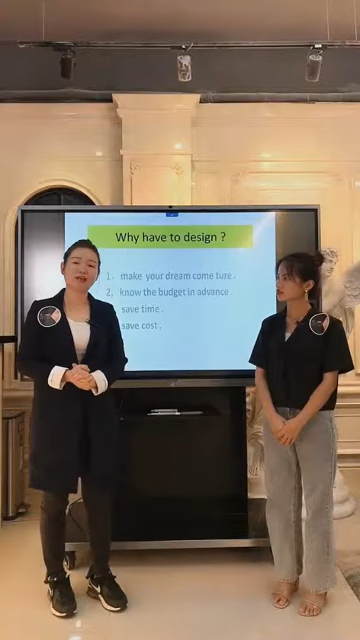 Why have to design ?
1. make your dream come ture .
2, know the budget in advance .
save time .
save cost .